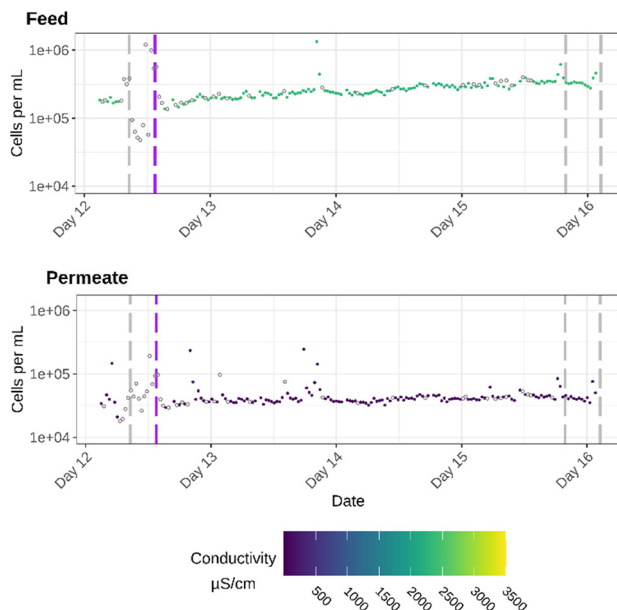 Feed
Cells per mL
1e+06
1e+05
1e+04
Day 12
Day 13
Day 14
Day 15
Day 16
Permeate
Cells per mL
1e+06
1e+05
1e+04
Day 12
Day 13
Day 14
Day 15
Day 16
Date
Conductivity
µS/cm
500
1000
1500
2000
2500
3000
3500